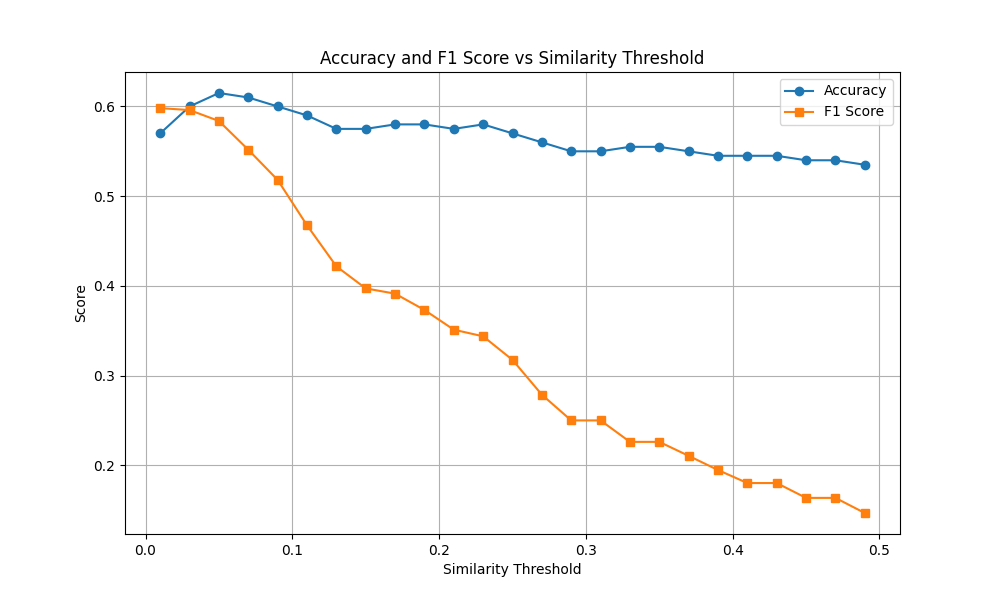 Accuracy and F1 Score vs Similarity Threshold
Accuracy
F1 Score
0.6
0.5
0.4
0.3
0.2
Score
0.0 0.1 0.2 0.3 0.4 0.5
Similarity Threshold